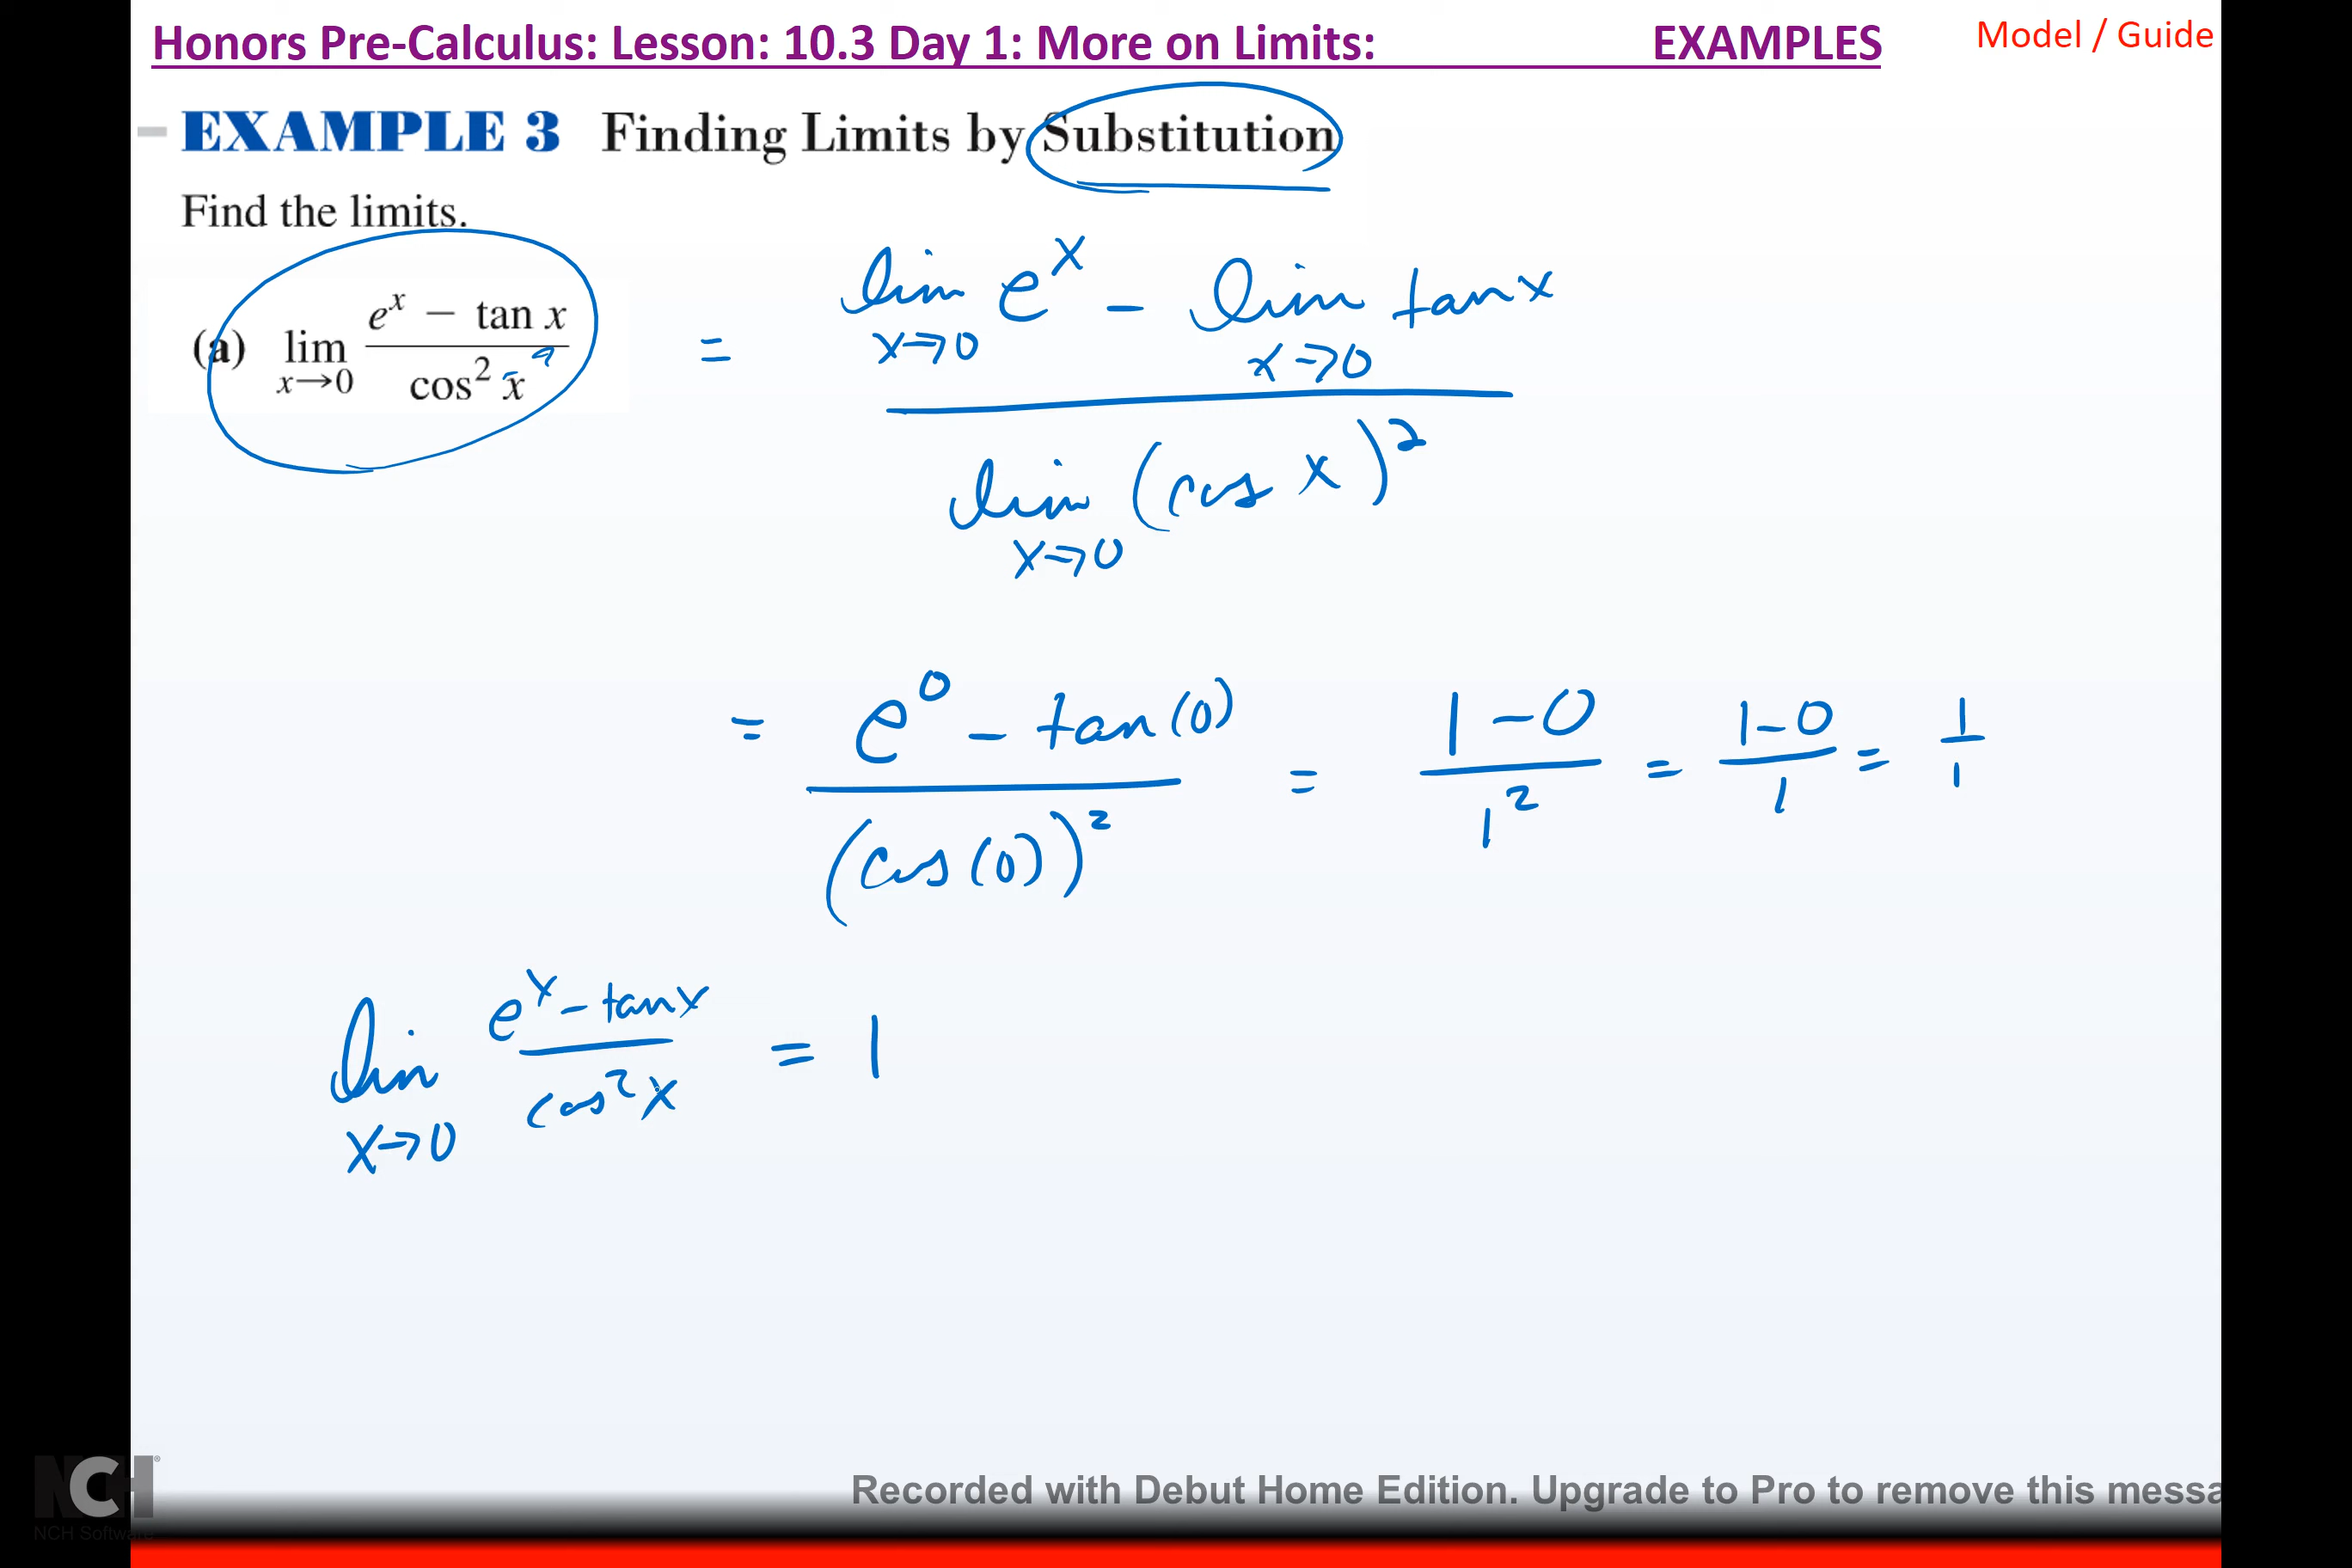 Honors Pre-Calculus: Lesson: 10.3 Day 1: More on Limits: EXAMPLES Model / Guide
EXAMPLE 3 Finding Limits by Substitution
Find the limits.
(a) lim x→0 (e^x − tan x)/(cos² x) = (lim x→0 e^x − lim x→0 tan x)/(lim x→0 (cos x)²)
= (e^0 − tan(0))/((cos(0))²) = (1 − 0)/(1²) = (1 − 0)/1 = 1/1
lim x→0 (e^x − tan x)/(cos² x) = 1
NCH®
NCH Software
Recorded with Debut Home Edition. Upgrade to Pro to remove this messa